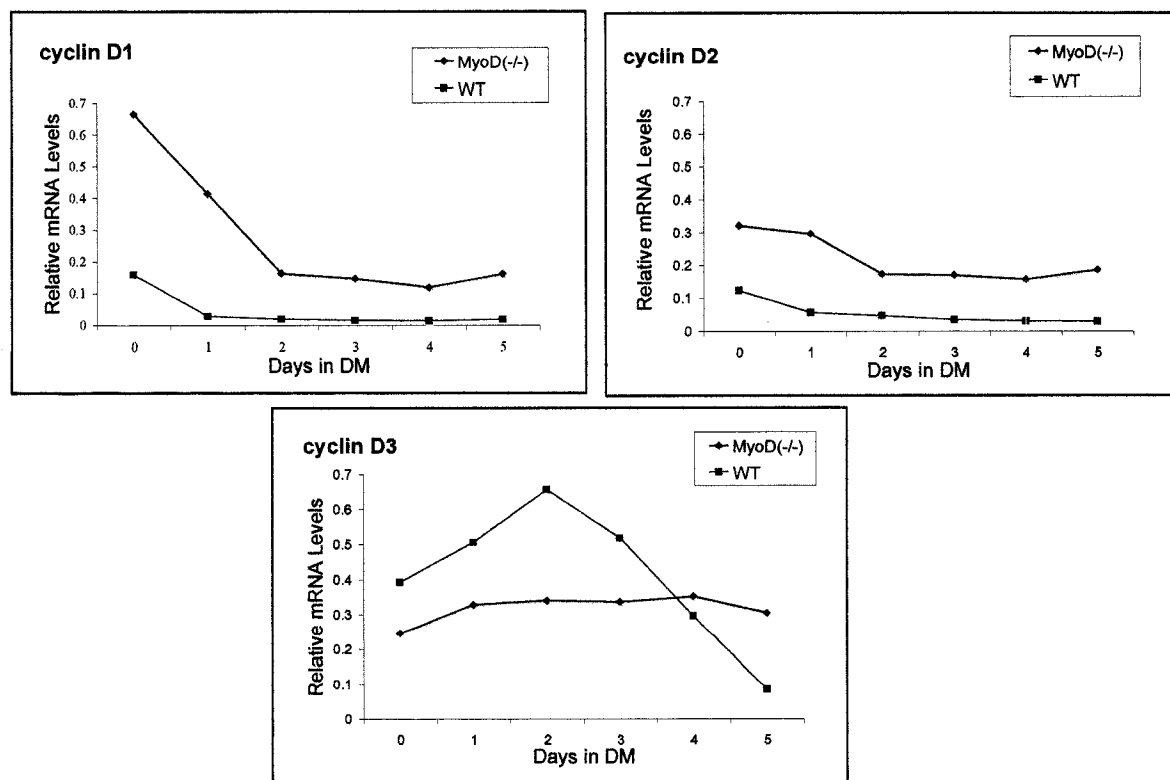 cyclin D1
MyoD(-/-)
WT
Relative mRNA Levels
0.7
0.6
0.5
0.4
0.3
0.2
0.1
0
0 1 2 3 4 5
Days in DM
cyclin D2
MyoD(-/-)
WT
Relative mRNA Levels
0.7
0.6
0.5
0.4
0.3
0.2
0.1
0
0 1 2 3 4 5
Days in DM
cyclin D3
MyoD(-/-)
WT
Relative mRNA Levels
0.7
0.6
0.5
0.4
0.3
0.2
0.1
0
0 1 2 3 4 5
Days in DM